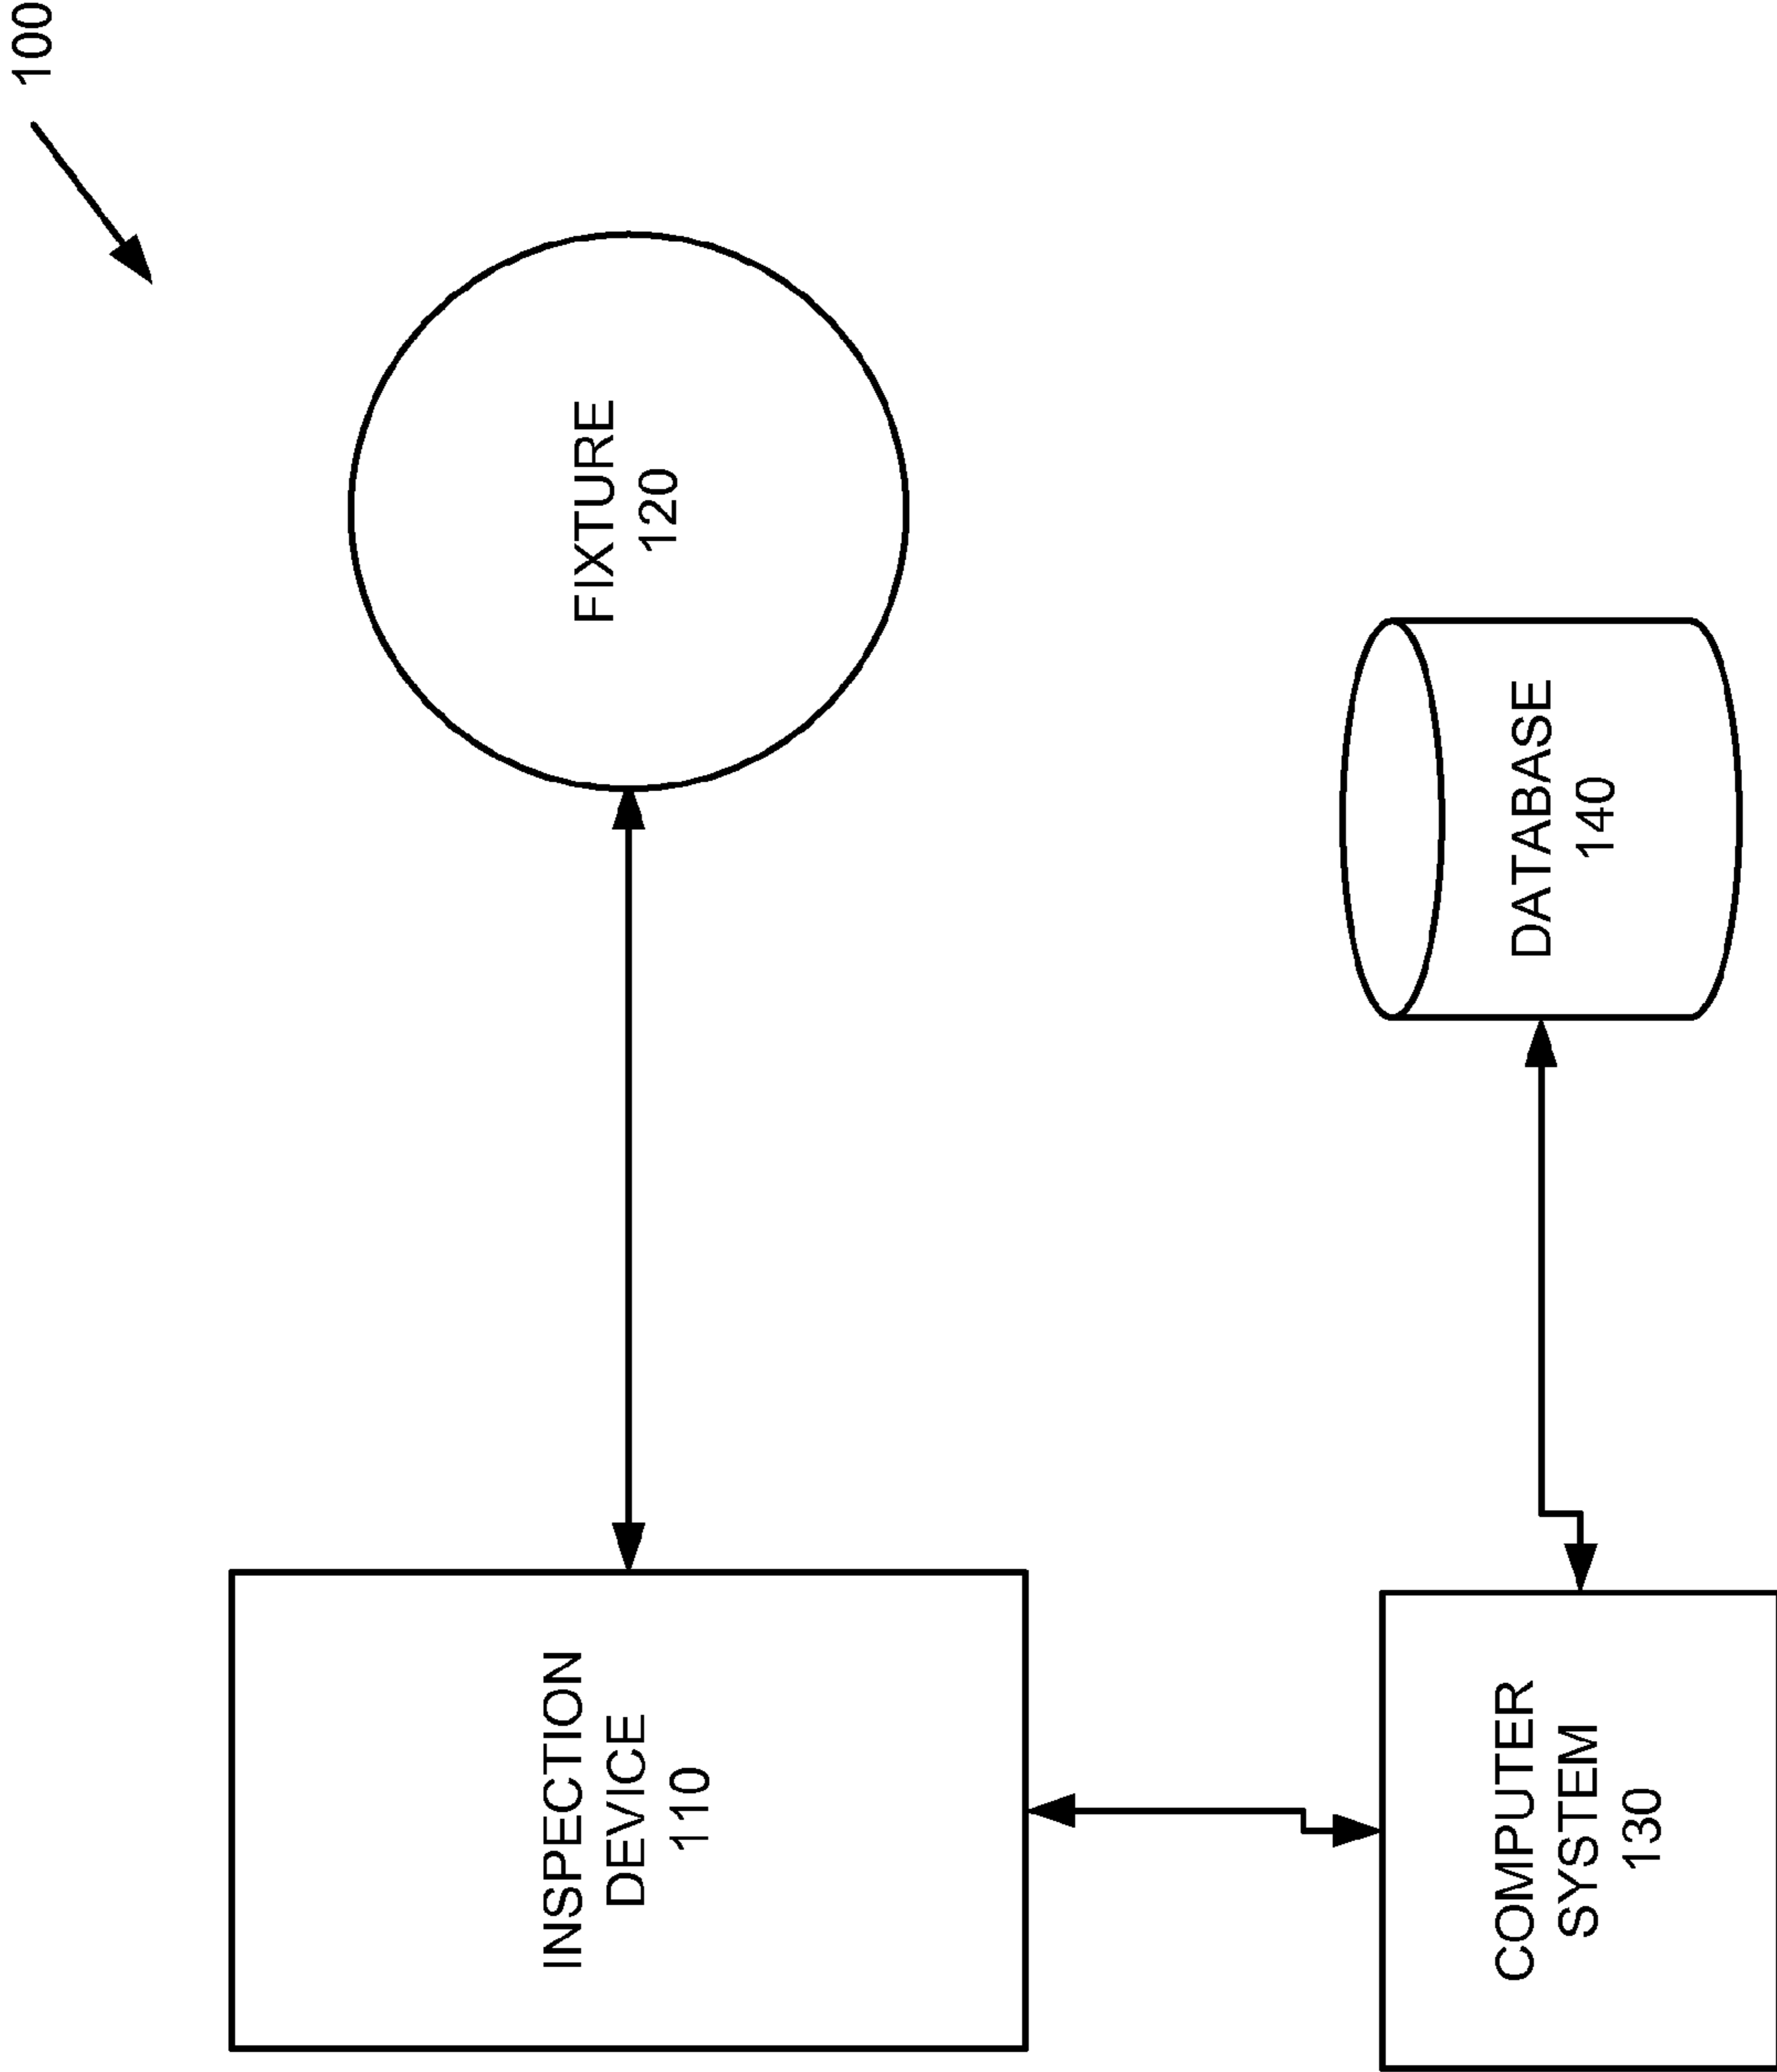 100
INSPECTION
DEVICE
110
FIXTURE
120
COMPUTER
SYSTEM
130
DATABASE
140